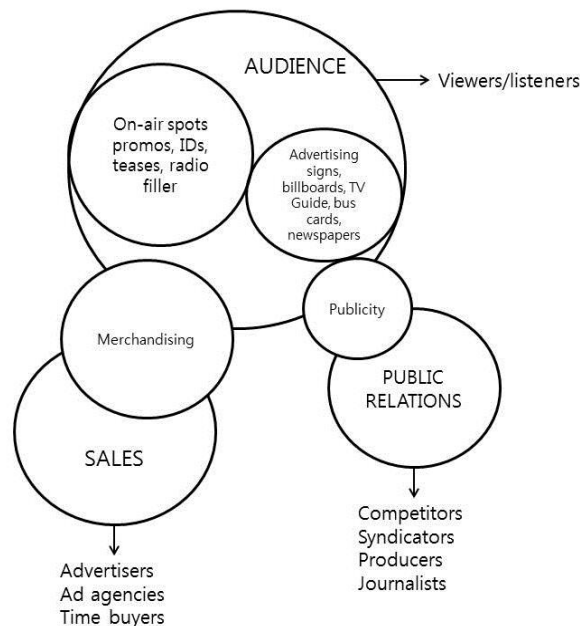 AUDIENCE
Viewers/listeners
On-air spots
promos, IDs,
teases, radio
filler
Advertising
signs,
billboards, TV
Guide, bus
cards,
newspapers
Merchandising
Publicity
PUBLIC
RELATIONS
SALES
Competitors
Syndicators
Producers
Journalists
Advertisers
Ad agencies
Time buyers